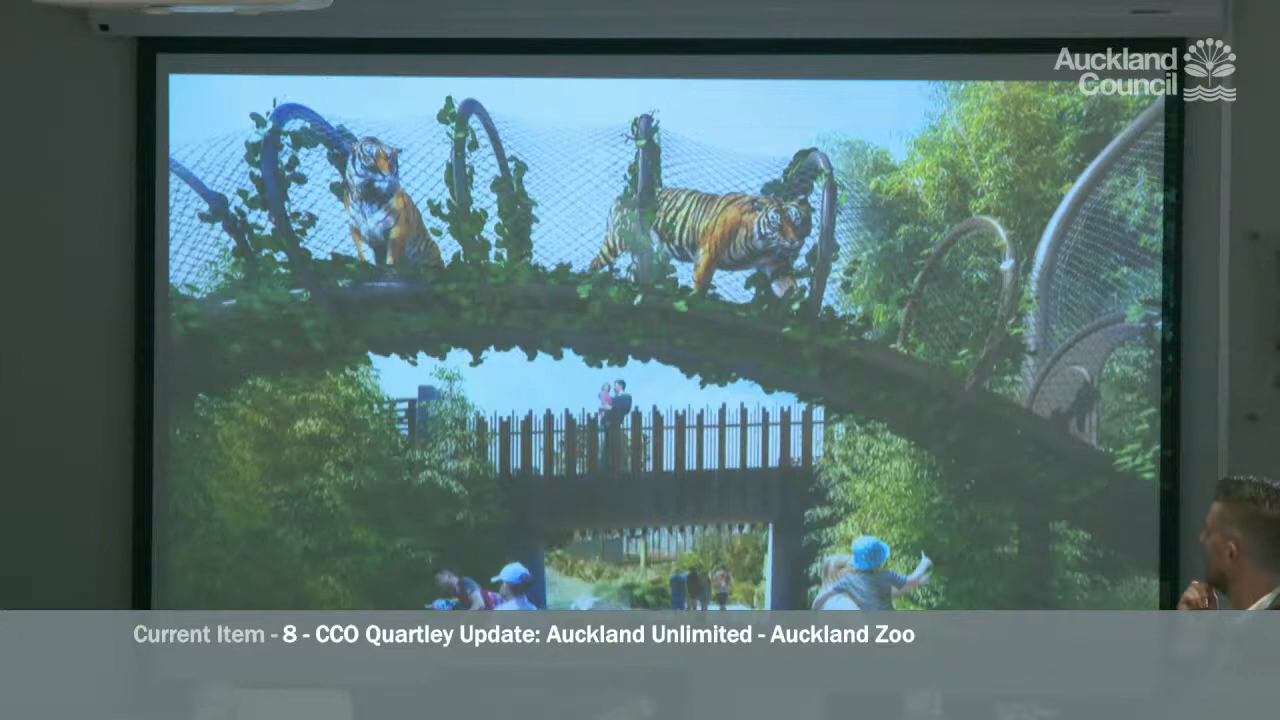 Auckland
Council
Current Item - 8 - CCO Quartley Update: Auckland Unlimited - Auckland Zoo